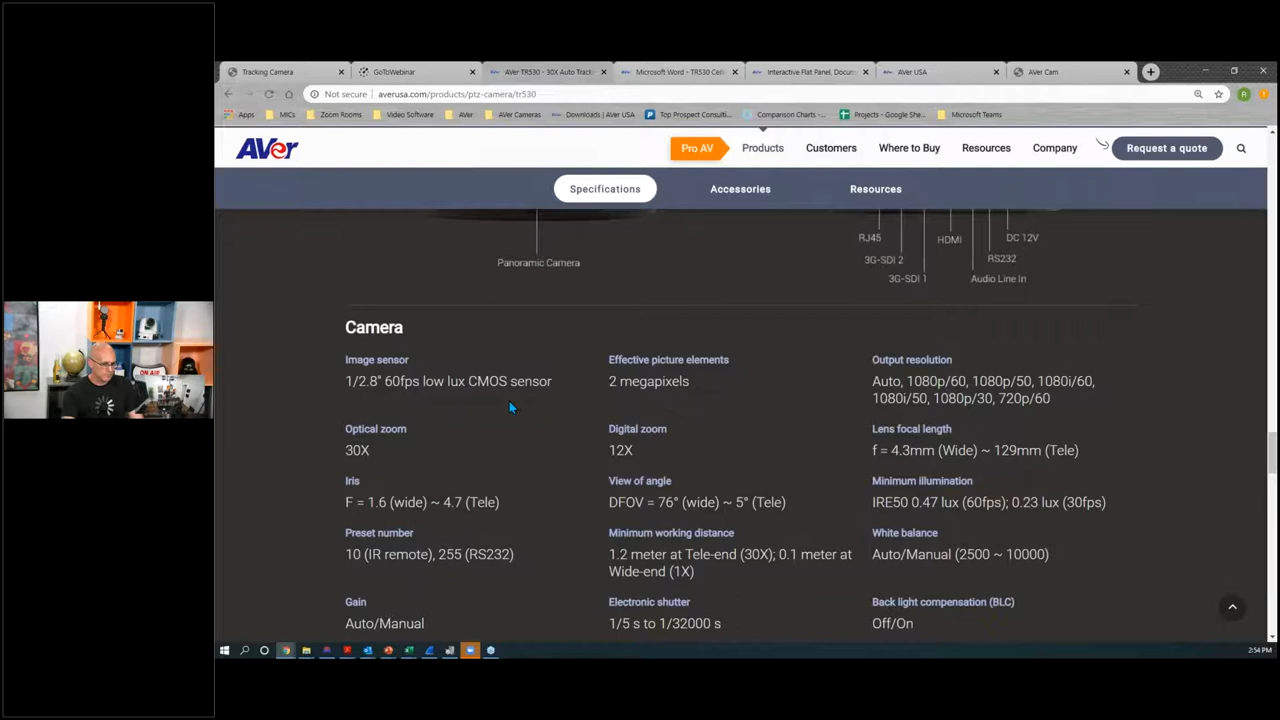 Tracking Camera
GoToWebinar
AVer TR530 - 30X Auto Track
Microsoft Word - TR530 Cei
Interactive Flat Panel, Docum
AVer USA
AVer Cam
Not secure
averusa.com/products/ptz-camera/tr530
Apps
MICs
Zoom Rooms
Video Software
AVer
AVer Cameras
Downloads | AVer USA
Top Prospect Consulti...
Comparison Charts -...
Projects - Google She...
Microsoft Teams
AVer
Pro AV
Products
Customers
Where to Buy
Resources
Company
Request a quote
Specifications
Accessories
Resources
Panoramic Camera
RJ45
3G-SDI 2
3G-SDI 1
HDMI
Audio Line In
RS232
DC 12V
Camera
Image sensor
1/2.8" 60fps low lux CMOS sensor
Effective picture elements
2 megapixels
Output resolution
Auto, 1080p/60, 1080p/50, 1080i/60,
1080i/50, 1080p/30, 720p/60
Optical zoom
30X
Digital zoom
12X
Lens focal length
f = 4.3mm (Wide) ~ 129mm (Tele)
Iris
F = 1.6 (wide) ~ 4.7 (Tele)
View of angle
DFOV = 76° (wide) ~ 5° (Tele)
Minimum illumination
IRE50 0.47 lux (60fps); 0.23 lux (30fps)
Preset number
10 (IR remote), 255 (RS232)
Minimum working distance
1.2 meter at Tele-end (30X); 0.1 meter at
Wide-end (1X)
White balance
Auto/Manual (2500 ~ 10000)
Gain
Auto/Manual
Electronic shutter
1/5 s to 1/32000 s
Back light compensation (BLC)
Off/On
2:54 PM
ON AIR